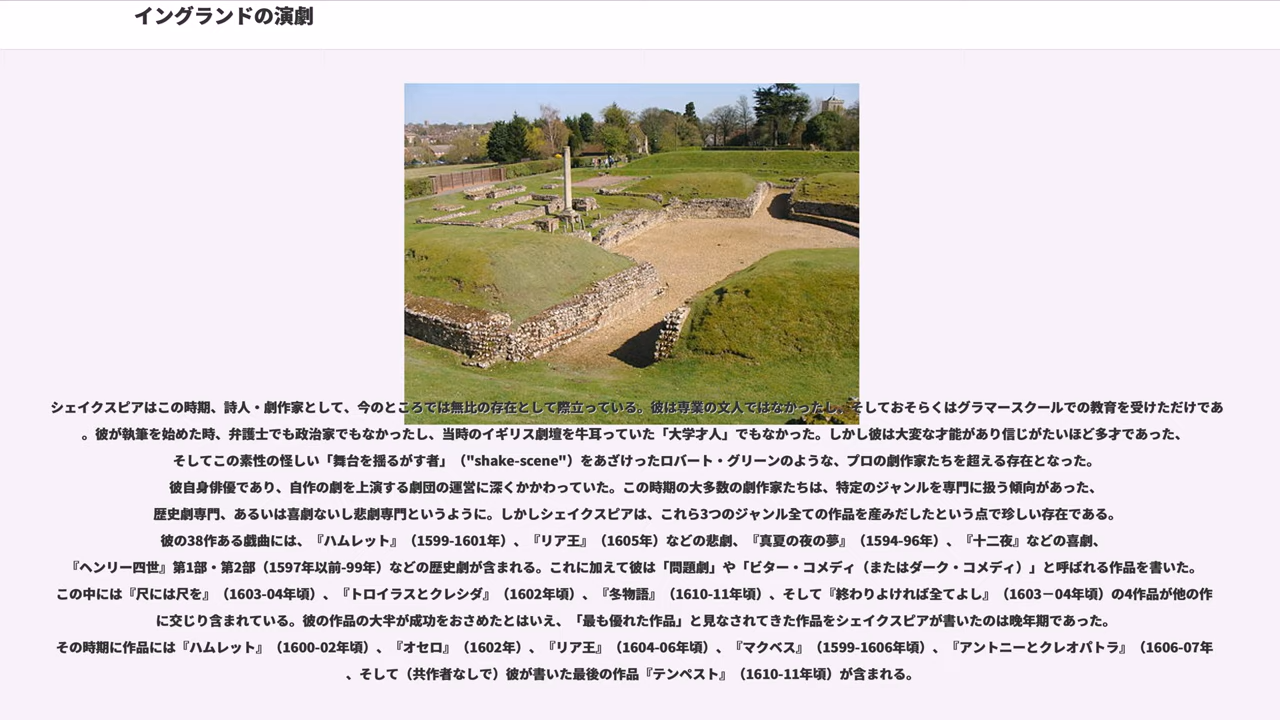 イングランドの演劇
シェイクスピアはこの時期、詩人・劇作家として、今のところでは無比の存在として際立っている。彼は専業の文人ではなかったし、そしておそらくはグラマースクールでの教育を受けただけであ
。彼が執筆を始めた時、弁護士でも政治家でもなかったし、当時のイギリス劇壇を牛耳っていた「大学才人」でもなかった。しかし彼は大変な才能があり信じがたいほど多才であった、
そしてこの素性の怪しい「舞台を揺るがす者」（"shake-scene"）をあざけったロバート・グリーンのような、プロの劇作家たちを超える存在となった。
彼自身俳優であり、自作の劇を上演する劇団の運営に深くかかわっていた。この時期の大多数の劇作家たちは、特定のジャンルを専門に扱う傾向があった、
歴史劇専門、あるいは喜劇ないし悲劇専門というように。しかしシェイクスピアは、これら3つのジャンル全ての作品を産みだしたという点で珍しい存在である。
彼の38作ある戯曲には、『ハムレット』（1599-1601年）、『リア王』（1605年）などの悲劇、『真夏の夜の夢』（1594-96年）、『十二夜』などの喜劇、
『ヘンリー四世』第1部・第2部（1597年以前-99年）などの歴史劇が含まれる。これに加えて彼は「問題劇」や「ビター・コメディ（またはダーク・コメディ）」と呼ばれる作品を書いた。
この中には『尺には尺を』（1603-04年頃）、『トロイラスとクレシダ』（1602年）、『冬物語』（1610-11年頃）、そして『終わりよければ全てよし』（1603－04年頃）の4作品が他の作
に交じり含まれている。彼の作品の大半が成功をおさめたとはいえ、「最も優れた作品」と見なされてきた作品をシェイクスピアが書いたのは晩年期であった。
その時期に作品には『ハムレット』（1600-02年頃）、『オセロ』（1602年）、『リア王』（1604-06年頃）、『マクベス』（1599-1606年頃）、『アントニーとクレオパトラ』（1606-07年
、そして（共作者なしで）彼が書いた最後の作品『テンペスト』（1610-11年頃）が含まれる。